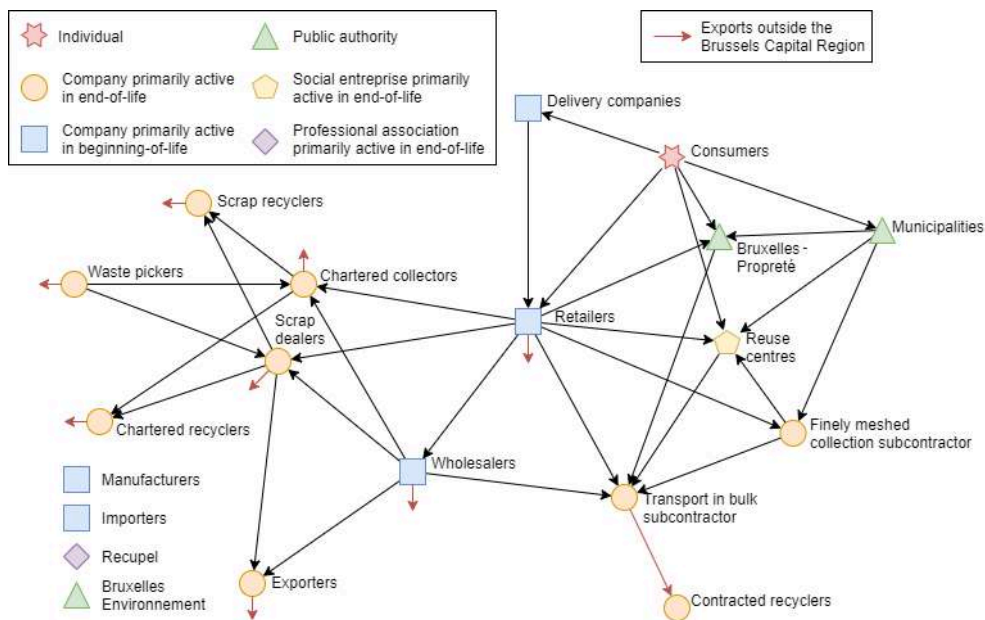 Individual
Public authority
Company primarily active
in end-of-life
Social entreprise primarily
active in end-of-life
Company primarily active
in beginning-of-life
Professional association
primarily active in end-of-life
Exports outside the
Brussels Capital Region
Delivery companies
Consumers
Scrap recyclers
Municipalities
Bruxelles -
Propreté
Waste pickers
Chartered collectors
Retailers
Scrap
dealers
Reuse
centres
Chartered recyclers
Finely meshed
collection subcontractor
Wholesalers
Manufacturers
Transport in bulk
subcontractor
Importers
Recupel
Exporters
Bruxelles
Environnement
Contracted recyclers